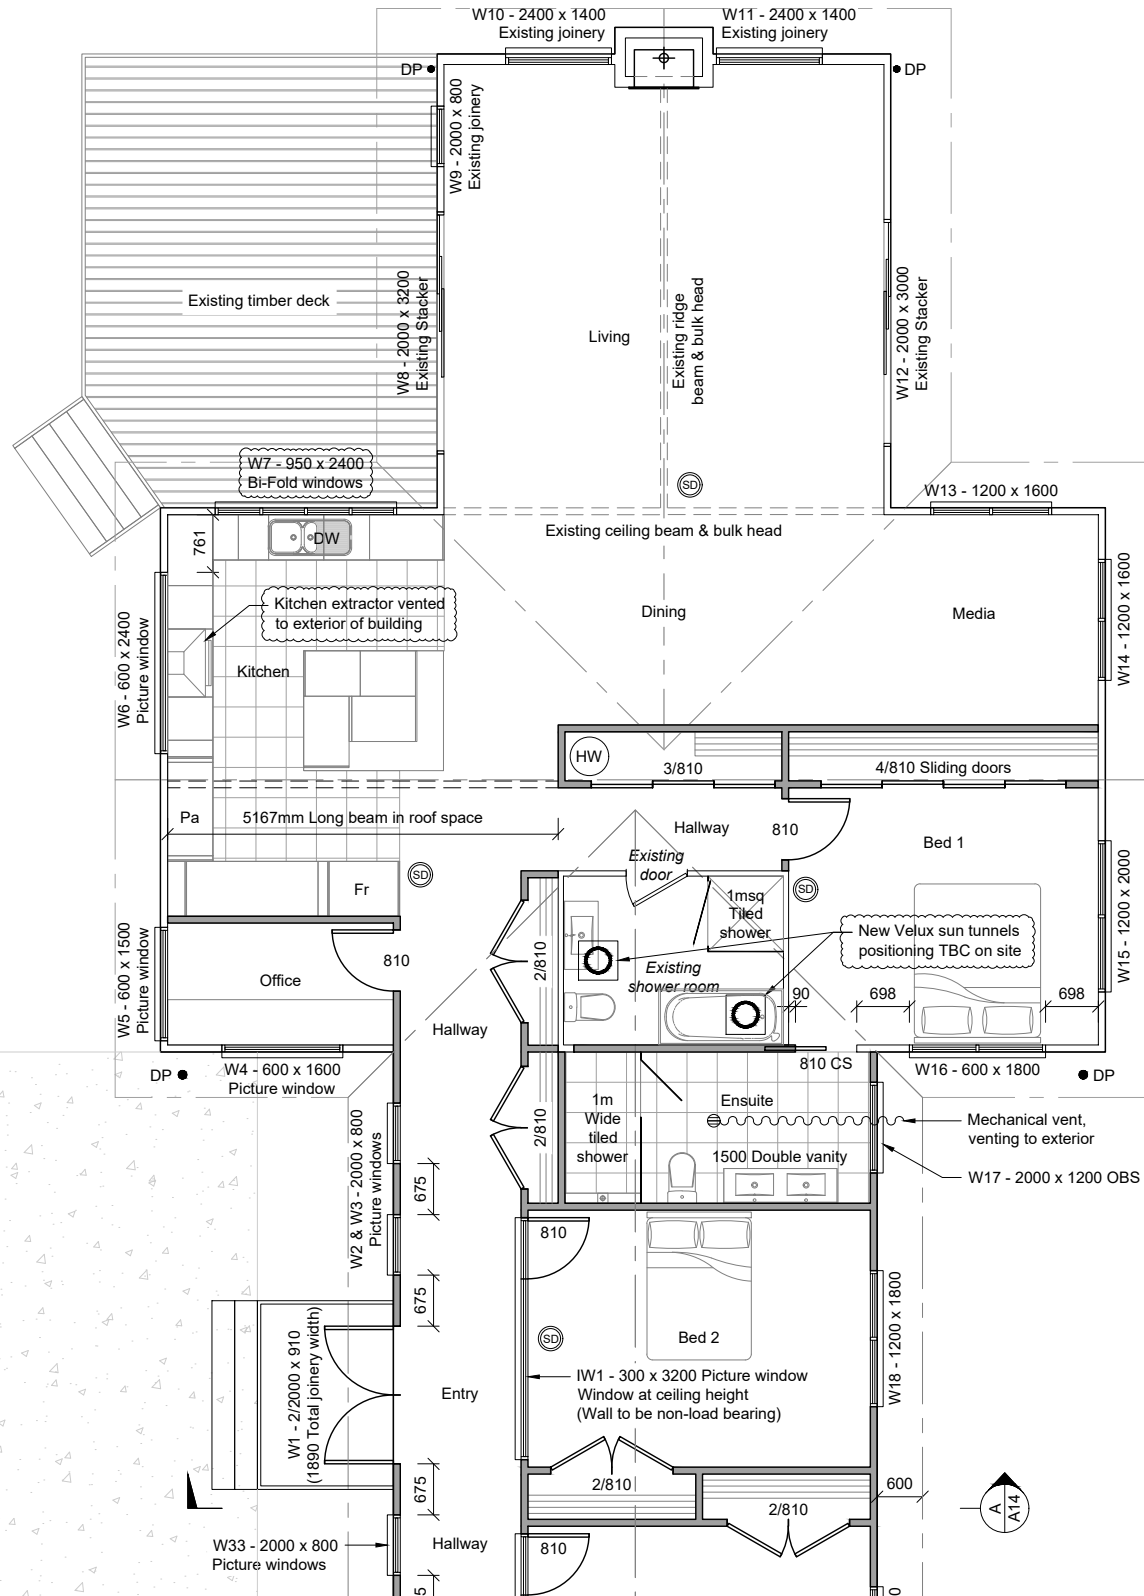 W10 - 2400 x 1400
Existing joinery
W11 - 2400 x 1400
Existing joinery
DP
DP
W9 - 2000 x 800
Existing joinery
Existing timber deck
W8 - 2000 x 3200
Existing Stacker
Living
Existing ridge
beam & bulk head
W12 - 2000 x 3000
Existing Stacker
W7 - 950 x 2400
Bi-Fold windows
SD
W13 - 1200 x 1600
761
DW
Existing ceiling beam & bulk head
Kitchen extractor vented
to exterior of building
Dining
Media
W14 - 1200 x 1600
W6 - 600 x 2400
Picture window
Kitchen
HW
3/810
4/810 Sliding doors
Pa
5167mm Long beam in roof space
Hallway
810
Bed 1
Existing
door
Fr
SD
SD
1msq
Tiled
shower
W15 - 1200 x 2000
New Velux sun tunnels
positioning TBC on site
W5 - 600 x 1500
Picture window
Office
810
2/810
Existing
shower room
90
698
698
Hallway
DP
W4 - 600 x 1600
Picture window
810 CS
W16 - 600 x 1800
DP
W2 & W3 - 2000 x 800
Picture windows
2/810
1m
Wide
tiled
shower
Ensuite
Mechanical vent,
venting to exterior
1500 Double vanity
W17 - 2000 x 1200 OBS
675
810
675
SD
Bed 2
W18 - 1200 x 1800
W1 - 2/2000 x 910
(1890 Total joinery width)
Entry
IW1 - 300 x 3200 Picture window
Window at ceiling height
(Wall to be non-load bearing)
675
2/810
2/810
600
A
A14
W33 - 2000 x 800
Picture windows
Hallway
810